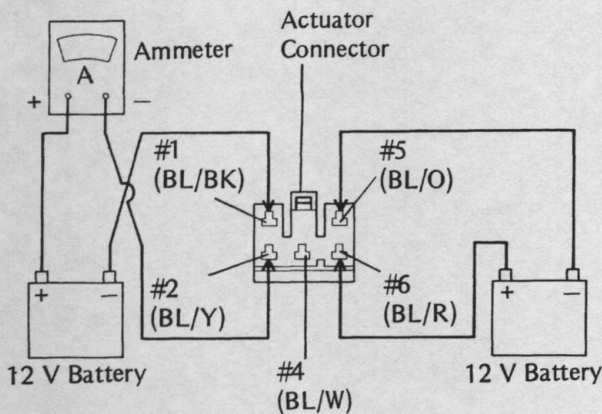 Actuator
Connector
Ammeter
A
+
−
#1
(BL/BK)
#5
(BL/O)
+
−
#2
(BL/Y)
#6
(BL/R)
+
−
12 V Battery
#4
(BL/W)
12 V Battery